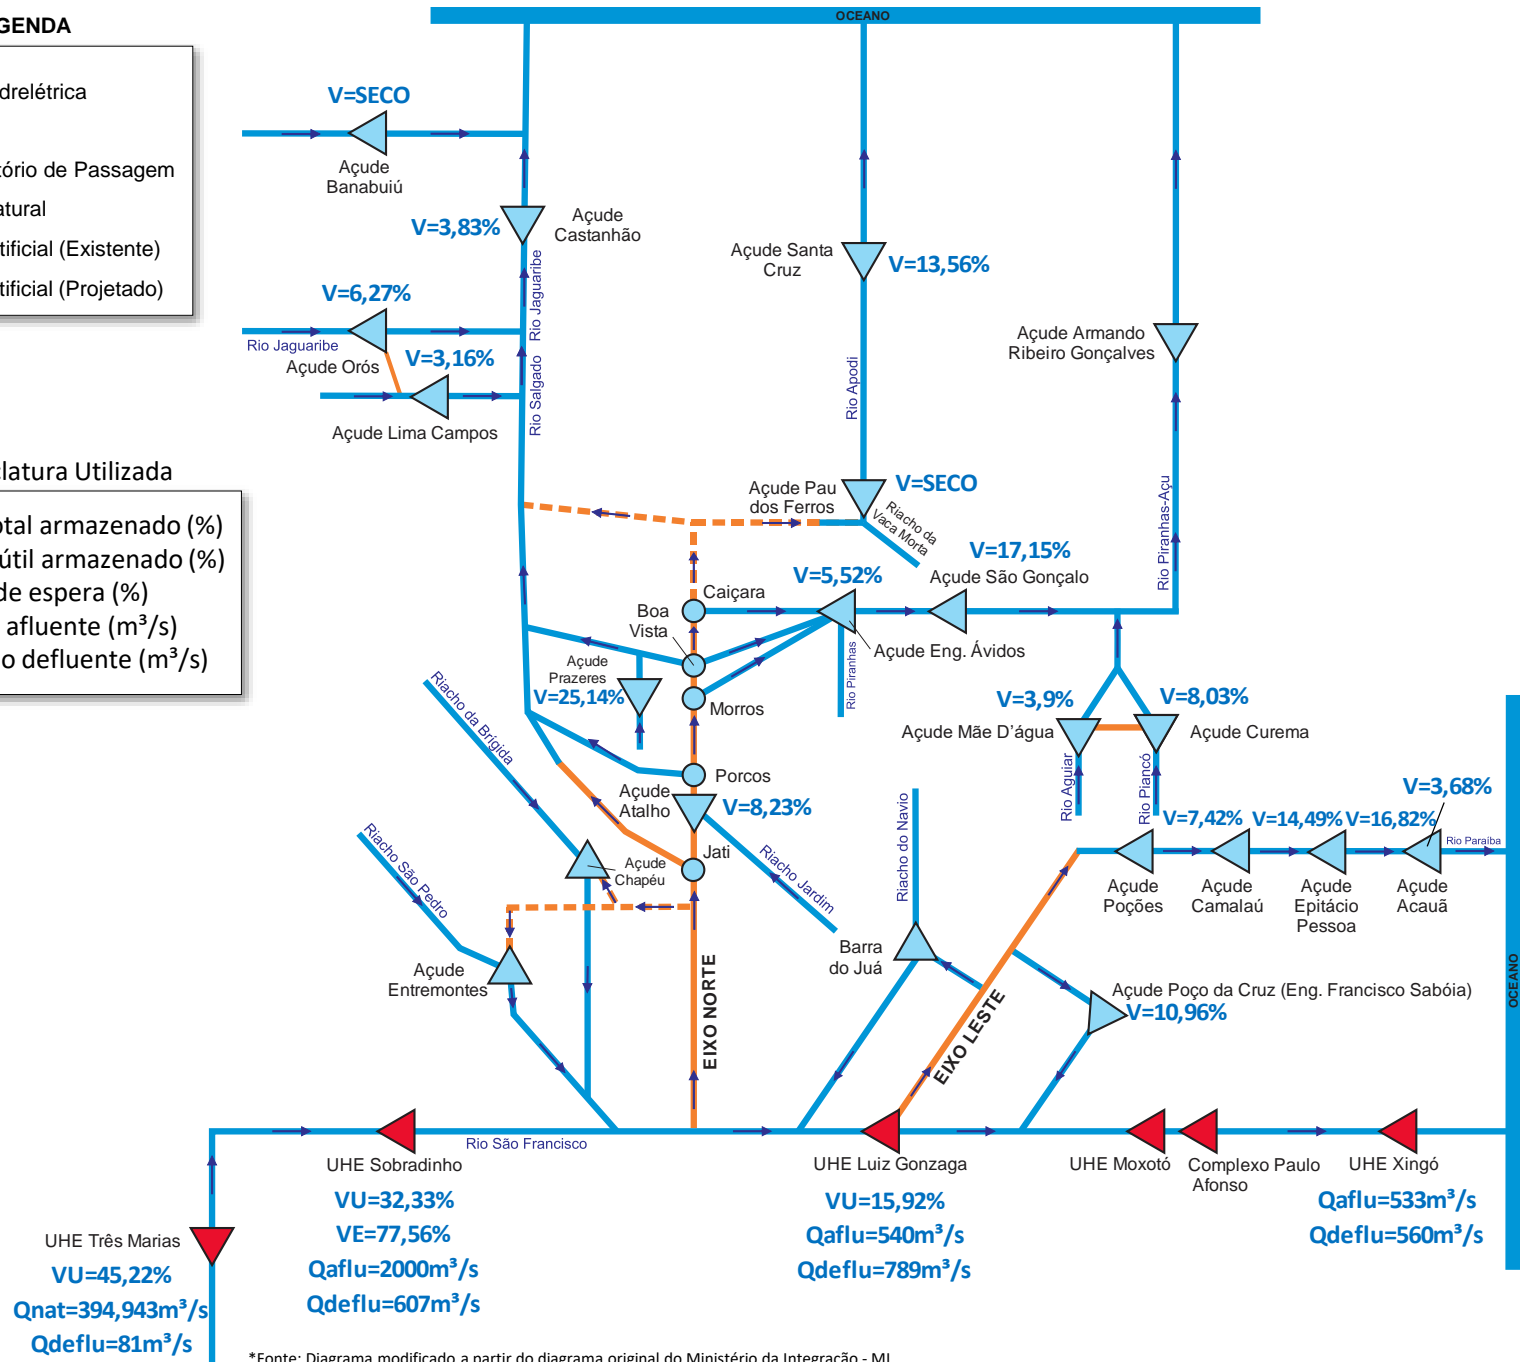 OCEANO
GENDA
drelétrica
tório de Passagem
atural
tificial (Existente)
tificial (Projetado)
V=SECO
Açude
Banabuiú
V=3,83%
Açude
Castanhão
Rio Jaguaribe
Açude Santa
Cruz
V=13,56%
V=6,27%
Rio Jaguaribe
Açude Orós
V=3,16%
Açude Lima Campos
Rio Salgado
Rio Apodi
Açude Armando
Ribeiro Gonçalves
Rio Piranhas-Açu
clatura Utilizada
otal armazenado (%)
útil armazenado (%)
de espera (%)
afluente (m³/s)
o defluente (m³/s)
Açude Pau
dos Ferros
V=SECO
Riacho da
Vaca Morta
V=17,15%
Açude São Gonçalo
V=5,52%
Caiçara
Boa
Vista
Açude Eng. Ávidos
Rio Piranhas
Açude
Prazeres
V=25,14%
Morros
Riacho da Brígida
V=3,9%
Açude Mãe D'água
V=8,03%
Açude Curema
Rio Aguiar
Rio Piancó
Porcos
Açude
Atalho
V=8,23%
Jati
Riacho Jardim
Riacho São Pedro
Açude
Chapéu
Riacho do Navio
V=3,68%
V=7,42%
V=14,49%
V=16,82%
Rio Paraíba
Açude
Poções
Açude
Camalaú
Açude
Epitácio
Pessoa
Açude
Acauã
Açude
Entremontes
Barra
do Juá
EIXO NORTE
EIXO LESTE
Açude Poço da Cruz (Eng. Francisco Sabóia)
V=10,96%
OCEANO
Rio São Francisco
UHE Sobradinho
VU=32,33%
VE=77,56%
Qaflu=2000m³/s
Qdeflu=607m³/s
UHE Luiz Gonzaga
VU=15,92%
Qaflu=540m³/s
Qdeflu=789m³/s
UHE Moxotó
Complexo Paulo
Afonso
UHE Xingó
Qaflu=533m³/s
Qdeflu=560m³/s
UHE Três Marias
VU=45,22%
Qnat=394,943m³/s
Qdeflu=81m³/s
*Fonte: Diagrama modificado a partir do diagrama original do Ministério da Integração - MI